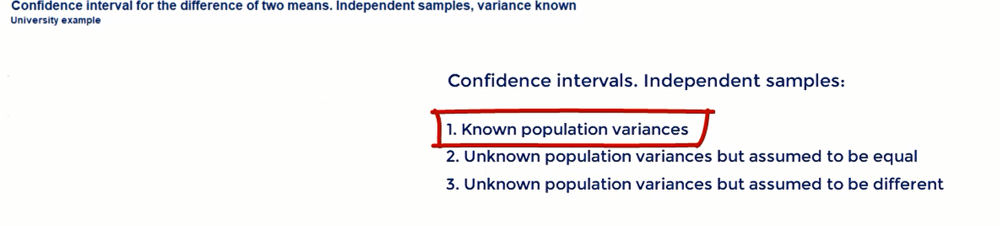 Confidence interval for the difference of two means. Independent samples, variance known
University example
Confidence intervals. Independent samples:
1. Known population variances
2. Unknown population variances but assumed to be equal
3. Unknown population variances but assumed to be different